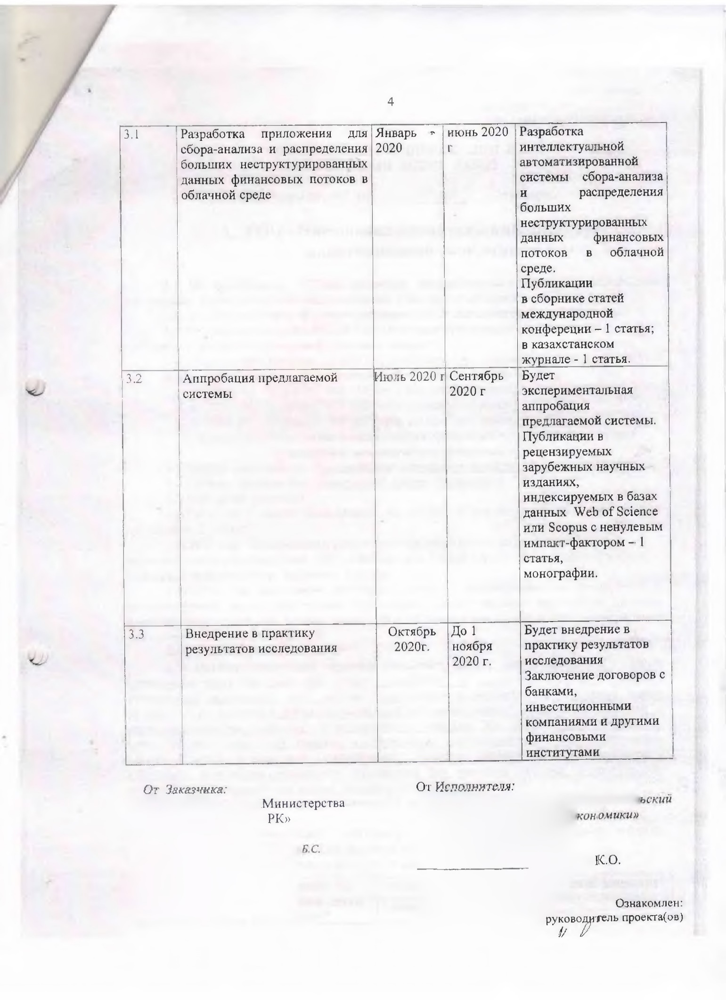 4
3.1
Разработка приложения для
сбора-анализа и распределения
больших неструктурированных
данных финансовых потоков в
облачной среде
Январь -
2020
июнь 2020
г
Разработка
интеллектуальной
автоматизированной
системы сбора-анализа
и распределения
больших
неструктурированных
данных финансовых
потоков в облачной
среде.
Публикации
в сборнике статей
международной
конфереции – 1 статья;
в казахстанском
журнале - 1 статья.
3.2
Аппробация предлагаемой
системы
Июль 2020 г
Сентябрь
2020 г
Будет
экспериментальная
аппробация
предлагаемой системы.
Публикации в
рецензируемых
зарубежных научных
изданиях,
индексируемых в базах
данных Web of Science
или Scopus с ненулевым
импакт-фактором – 1
статья,
монографии.
3.3
Внедрение в практику
результатов исследования
Октябрь
2020г.
До 1
ноября
2020 г.
Будет внедрение в
практику результатов
исследования
Заключение договоров с
банками,
инвестиционными
компаниями и другими
финансовыми
институтами
От Заказчика:
Министерства
РК»
Б.С.
От Исполнителя:
ьский
кономики»
К.О.
Ознакомлен:
руководитель проекта(ов)